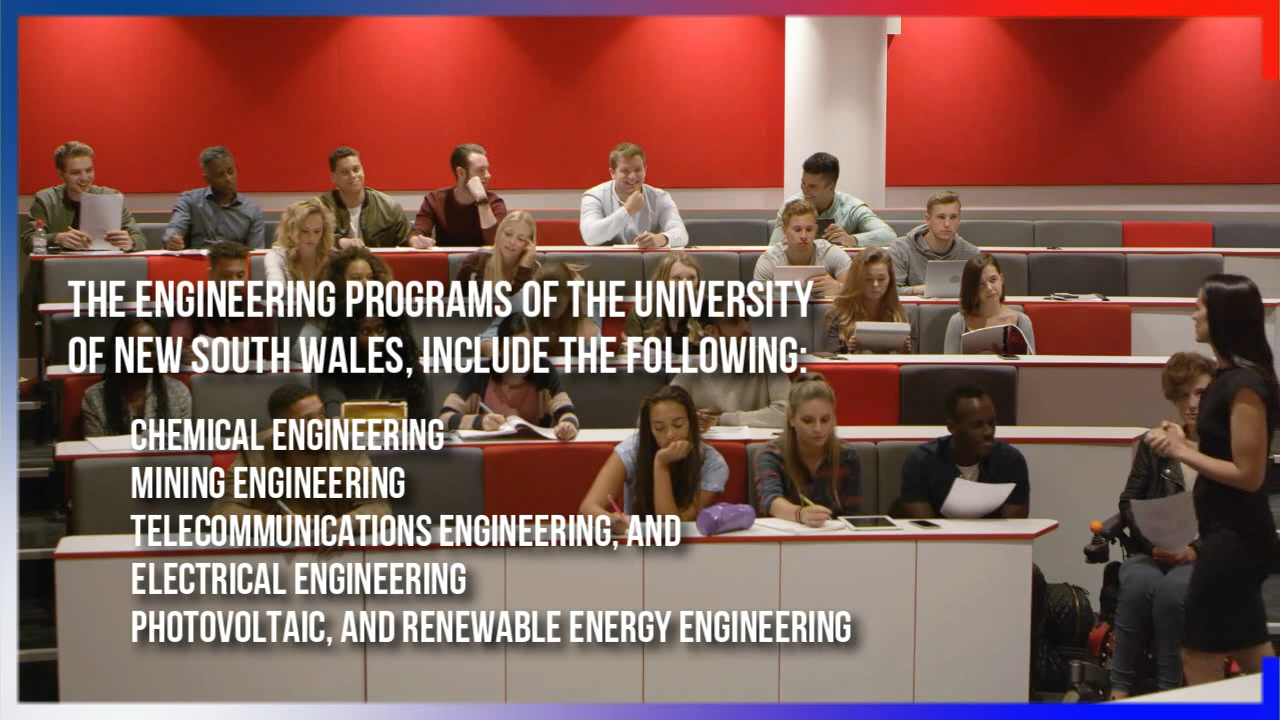 THE ENGINEERING PROGRAMS OF THE UNIVERSITY
OF NEW SOUTH WALES, INCLUDE THE FOLLOWING:
CHEMICAL ENGINEERING
MINING ENGINEERING
TELECOMMUNICATIONS ENGINEERING, AND
ELECTRICAL ENGINEERING
PHOTOVOLTAIC, AND RENEWABLE ENERGY ENGINEERING